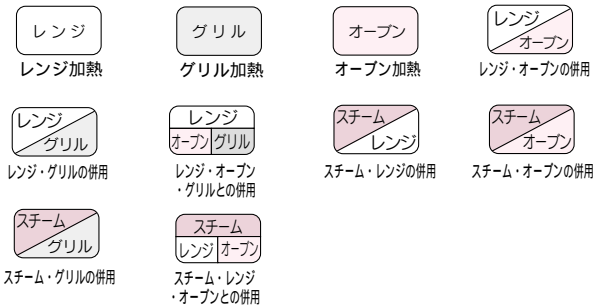 レンジ
グリル
オーブン
レンジ
オーブン
レンジ加熱
グリル加熱
オーブン加熱
レンジ・オーブンの併用
レンジ
グリル
レンジ
オーブン
グリル
スチーム
レンジ
スチーム
オーブン
レンジ・グリルの併用
レンジ・オーブン
・グリルとの併用
スチーム・レンジの併用
スチーム・オーブンの併用
スチーム
グリル
スチーム
レンジ
オーブン
スチーム・グリルの併用
スチーム・レンジ
・オーブンとの併用